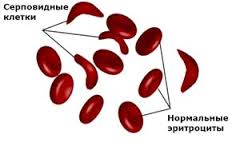 Серповидные
клетки
Нормальные
эритроциты